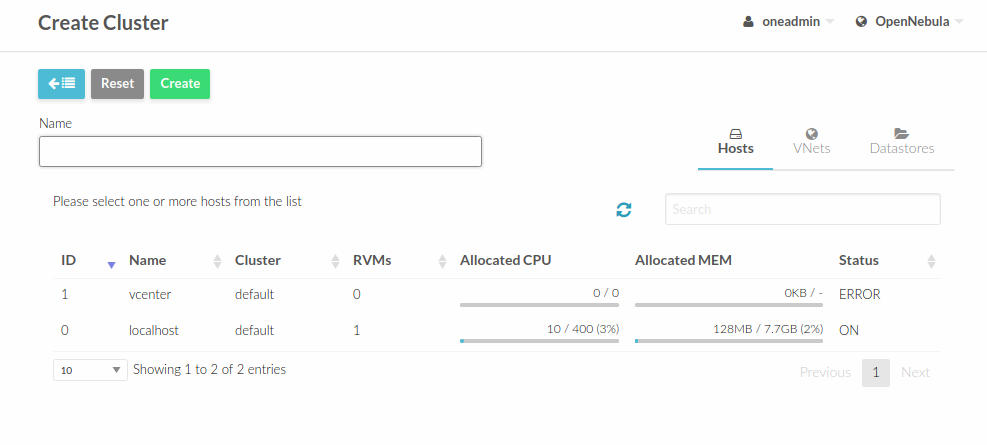 Create Cluster
oneadmin
OpenNebula
Reset
Create
Name
Hosts
VNets
Datastores
Please select one or more hosts from the list
Search
ID Name Cluster RVMs Allocated CPU Allocated MEM Status
1 vcenter default 0 0 / 0 0KB / - ERROR
0 localhost default 1 10 / 400 (3%) 128MB / 7.7GB (2%) ON
10 Showing 1 to 2 of 2 entries
Previous 1 Next